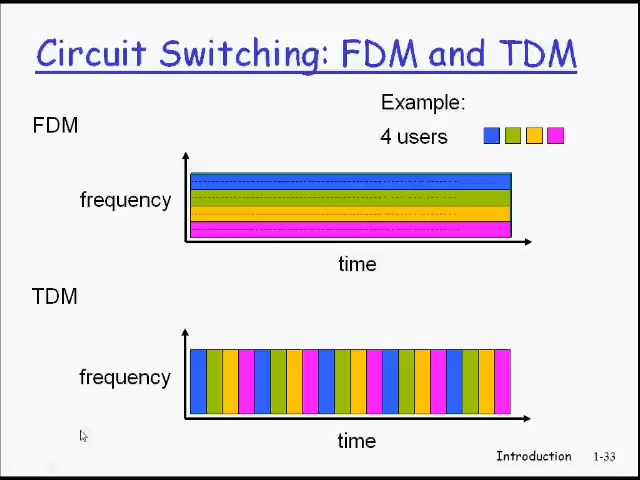 Circuit Switching: FDM and TDM
Example:
FDM
4 users
frequency
time
TDM
frequency
time
Introduction 1-33